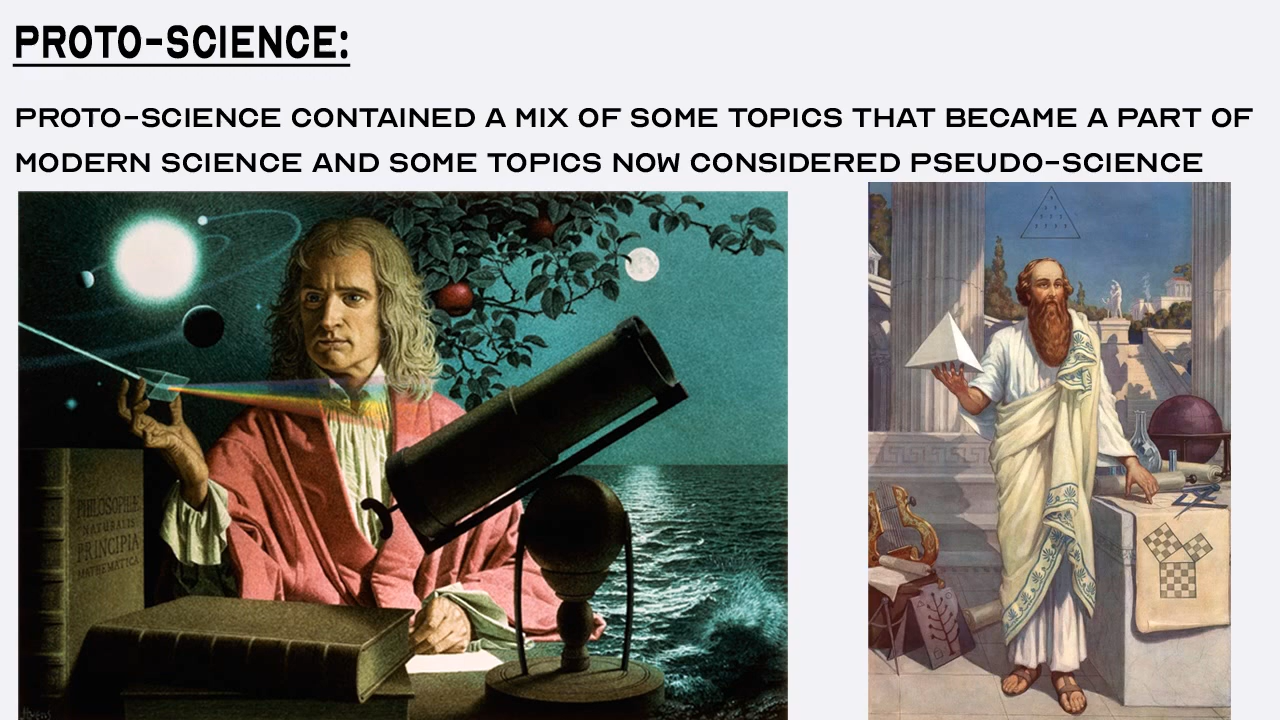 PROTO-SCIENCE:
PROTO-SCIENCE CONTAINED A MIX OF SOME TOPICS THAT BECAME A PART OF
MODERN SCIENCE AND SOME TOPICS NOW CONSIDERED PSEUDO-SCIENCE
PHILOSOPHIÆ
NATURALIS
PRINCIPIA
MATHEMATICA